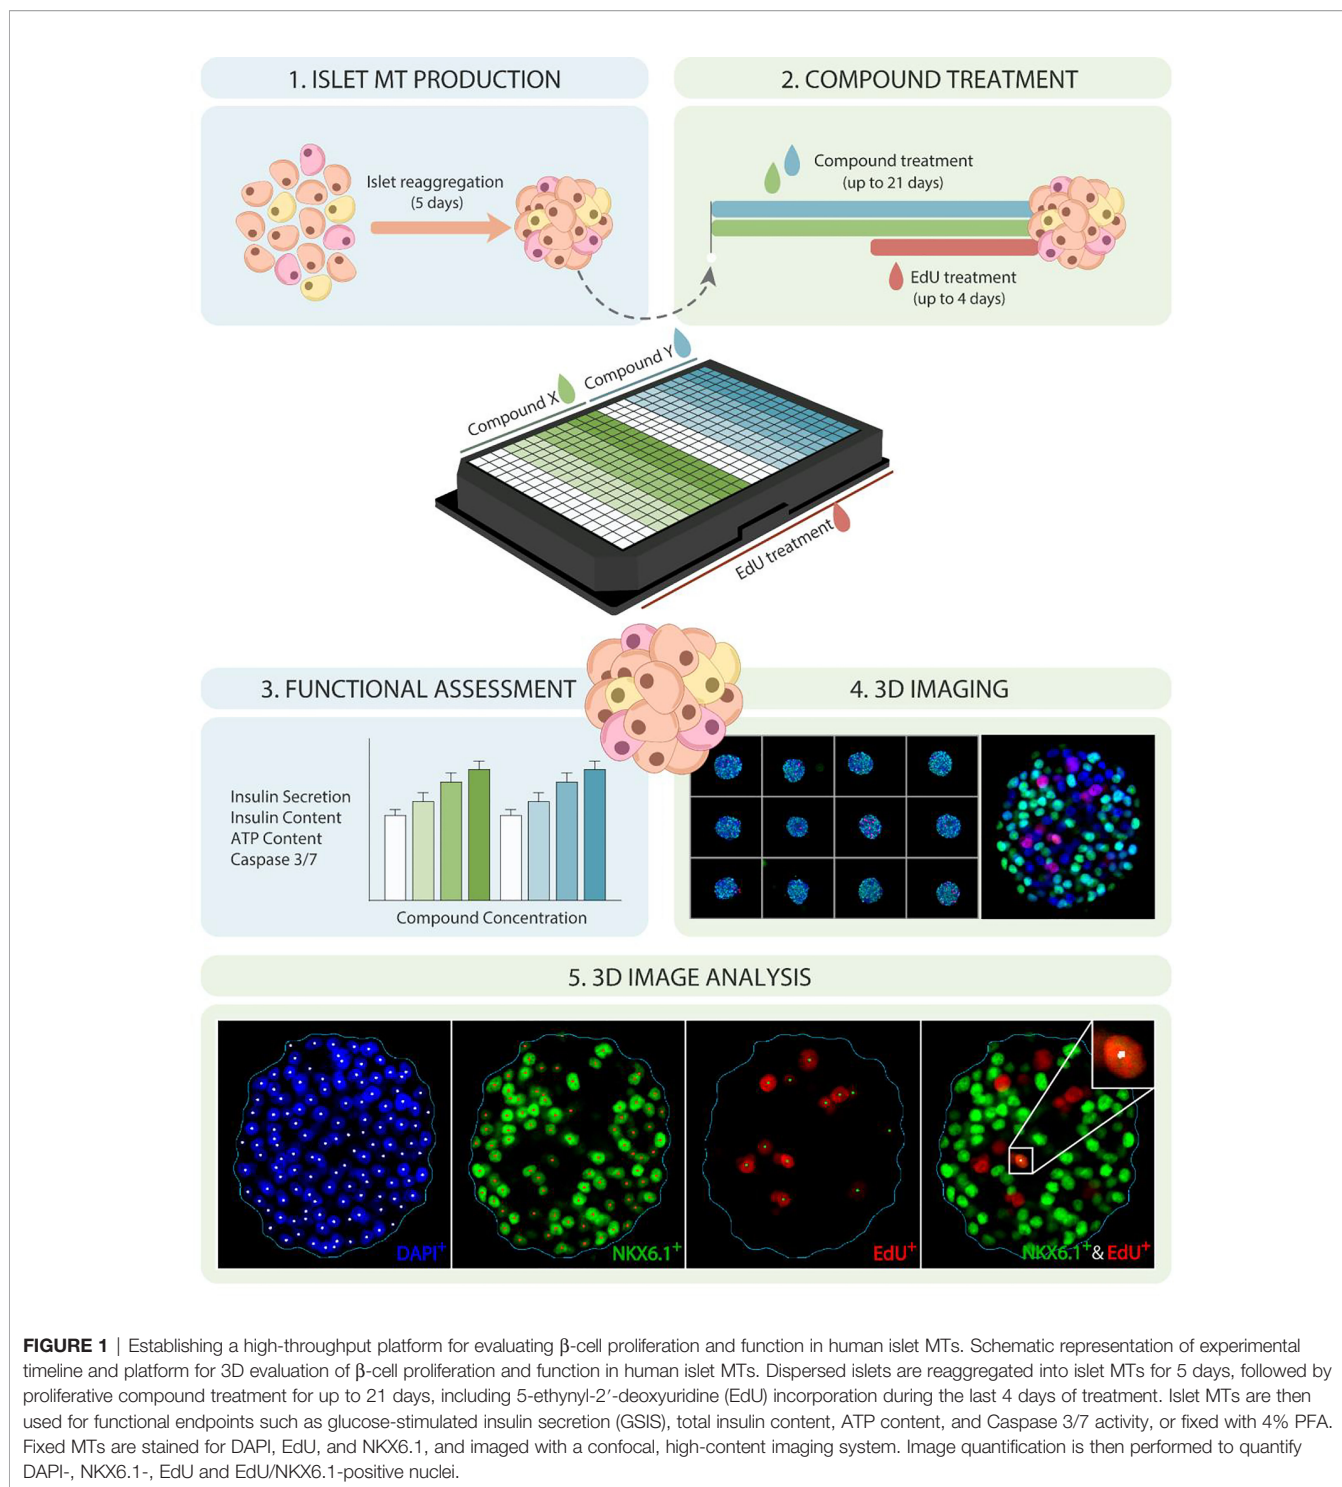 1. ISLET MT PRODUCTION
2. COMPOUND TREATMENT
Islet reaggregation
(5 days)
Compound treatment
(up to 21 days)
EdU treatment
(up to 4 days)
Compound X
Compound Y
EdU treatment
3. FUNCTIONAL ASSESSMENT
4. 3D IMAGING
Insulin Secretion
Insulin Content
ATP Content
Caspase 3/7
Compound Concentration
5. 3D IMAGE ANALYSIS
DAPI⁺
NKX6.1⁺
EdU⁺
NKX6.1⁺ & EdU⁺
FIGURE 1 | Establishing a high-throughput platform for evaluating β-cell proliferation and function in human islet MTs. Schematic representation of experimental
timeline and platform for 3D evaluation of β-cell proliferation and function in human islet MTs. Dispersed islets are reaggregated into islet MTs for 5 days, followed by
proliferative compound treatment for up to 21 days, including 5-ethynyl-2′-deoxyuridine (EdU) incorporation during the last 4 days of treatment. Islet MTs are then
used for functional endpoints such as glucose-stimulated insulin secretion (GSIS), total insulin content, ATP content, and Caspase 3/7 activity, or fixed with 4% PFA.
Fixed MTs are stained for DAPI, EdU, and NKX6.1, and imaged with a confocal, high-content imaging system. Image quantification is then performed to quantify
DAPI-, NKX6.1-, EdU and EdU/NKX6.1-positive nuclei.